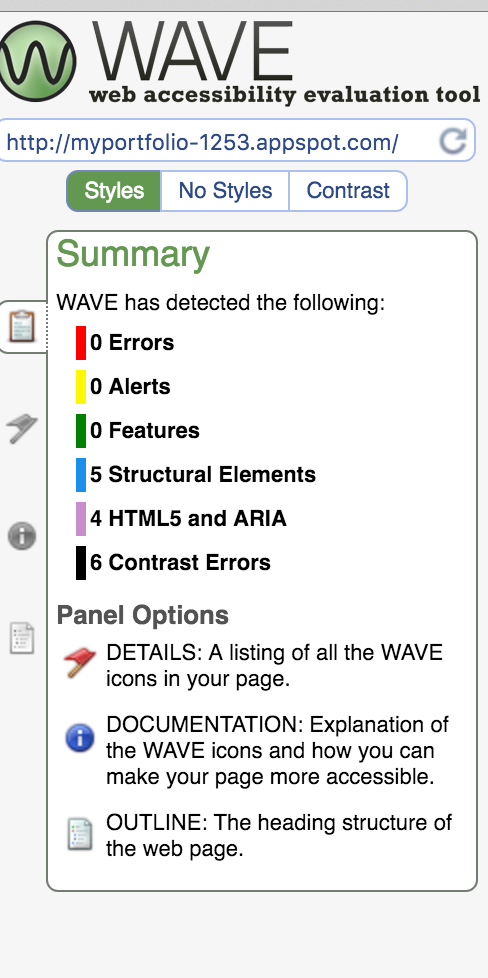 WAVE
web accessibility evaluation tool
http://myportfolio-1253.appspot.com/
Styles No Styles Contrast
Summary
WAVE has detected the following:
0 Errors
0 Alerts
0 Features
5 Structural Elements
4 HTML5 and ARIA
6 Contrast Errors
Panel Options
DETAILS: A listing of all the WAVE
icons in your page.
DOCUMENTATION: Explanation of
the WAVE icons and how you can
make your page more accessible.
OUTLINE: The heading structure of
the web page.